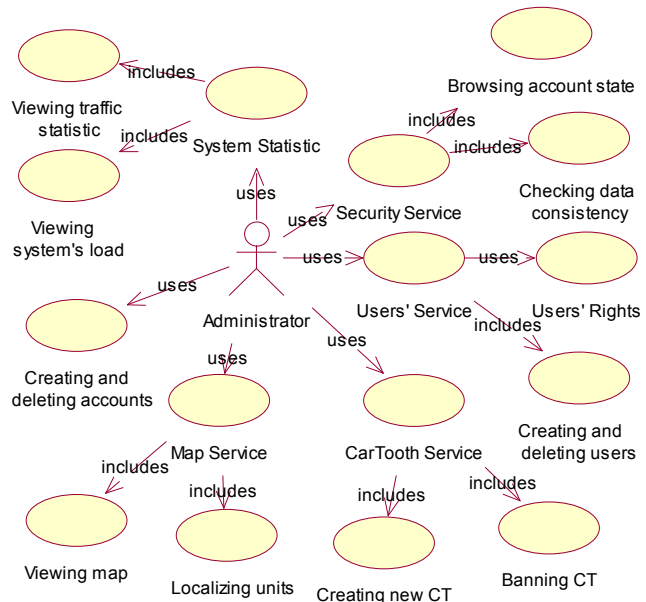 includes
Browsing account state
Viewing traffic
statistic
includes
System Statistic
includes
includes
Viewing
system's load
uses
uses
Security Service
Checking data
consistency
uses
uses
uses
Administrator
Users' Service
Users' Rights
includes
uses
uses
Creating and
deleting accounts
Map Service
CarTooth Service
Creating and
deleting users
includes
includes
includes
includes
Viewing map
Localizing units
Creating new CT
Banning CT